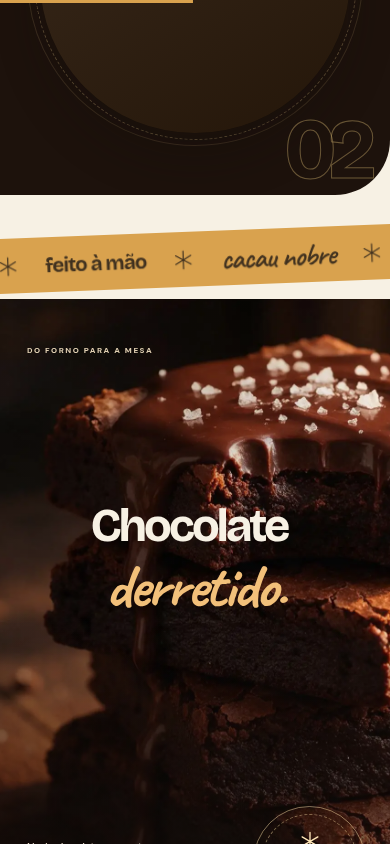 02
feito à mão
cacau nobre
DO FORNO PARA A MESA
Chocolate
derretido.